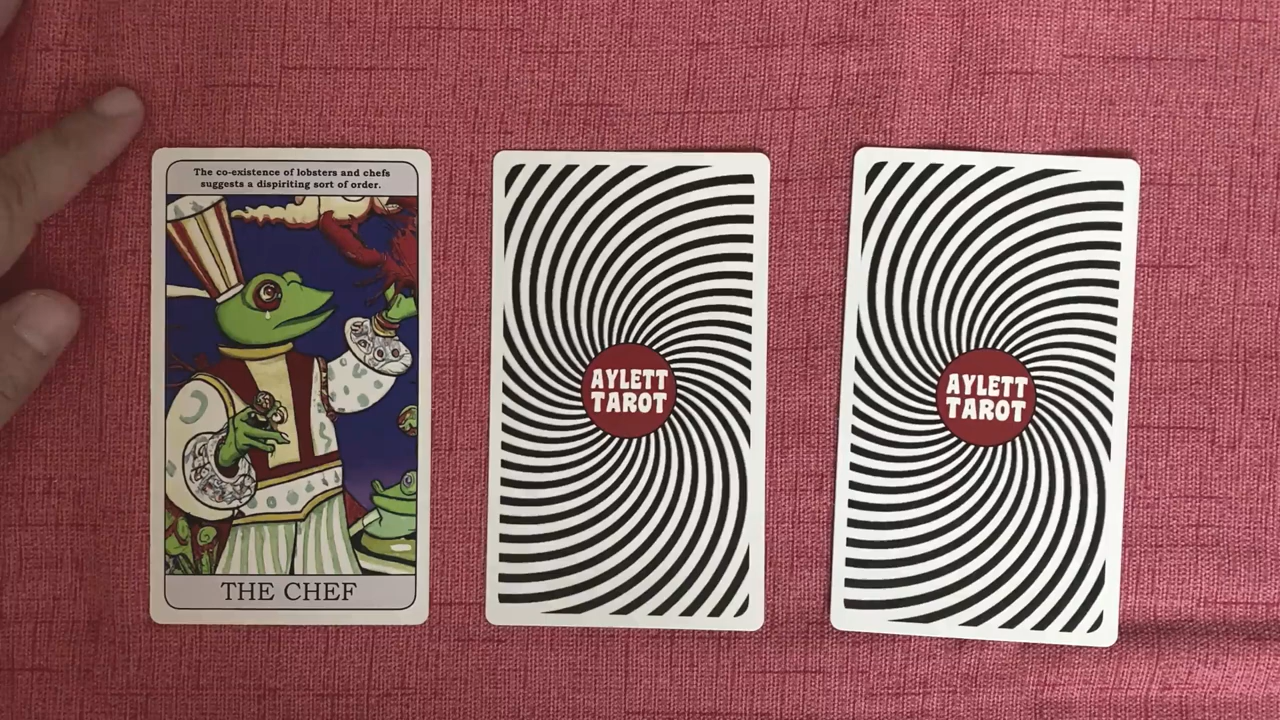 The co-existence of lobsters and chefs
suggests a dispiriting sort of order.
THE CHEF
AYLETT
TAROT
AYLETT
TAROT